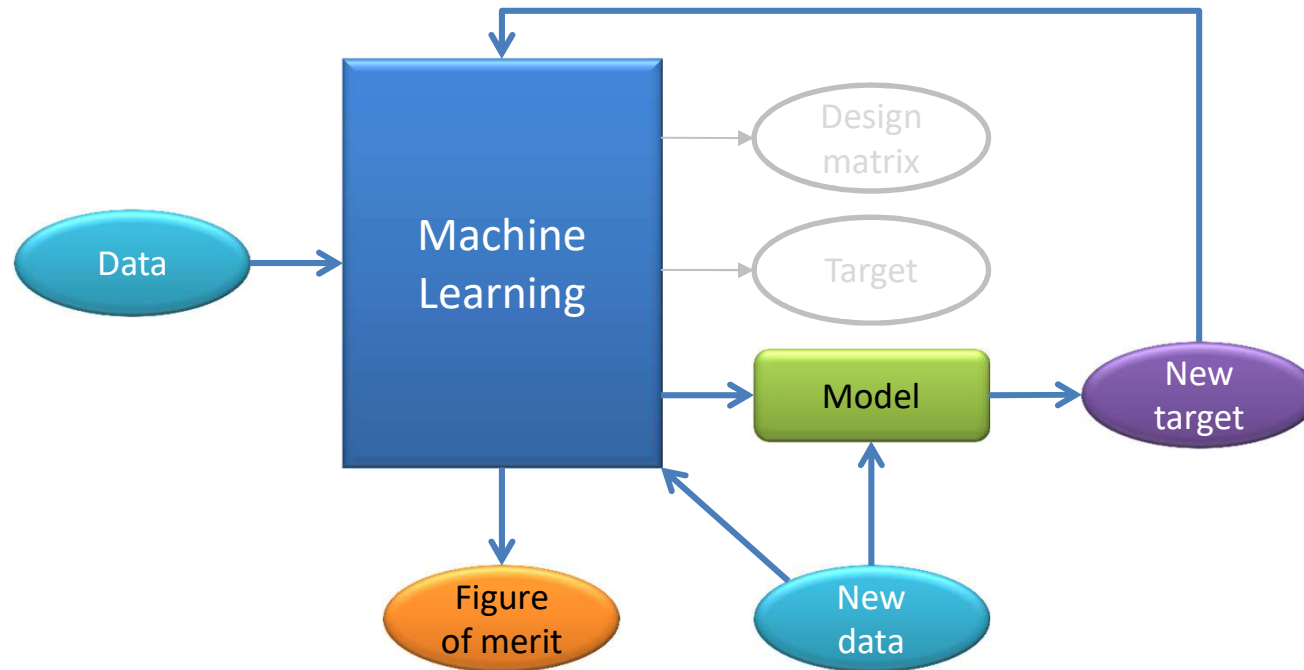 Design
matrix
Machine
Learning
Data
Target
Model
New
target
Figure
of merit
New
data